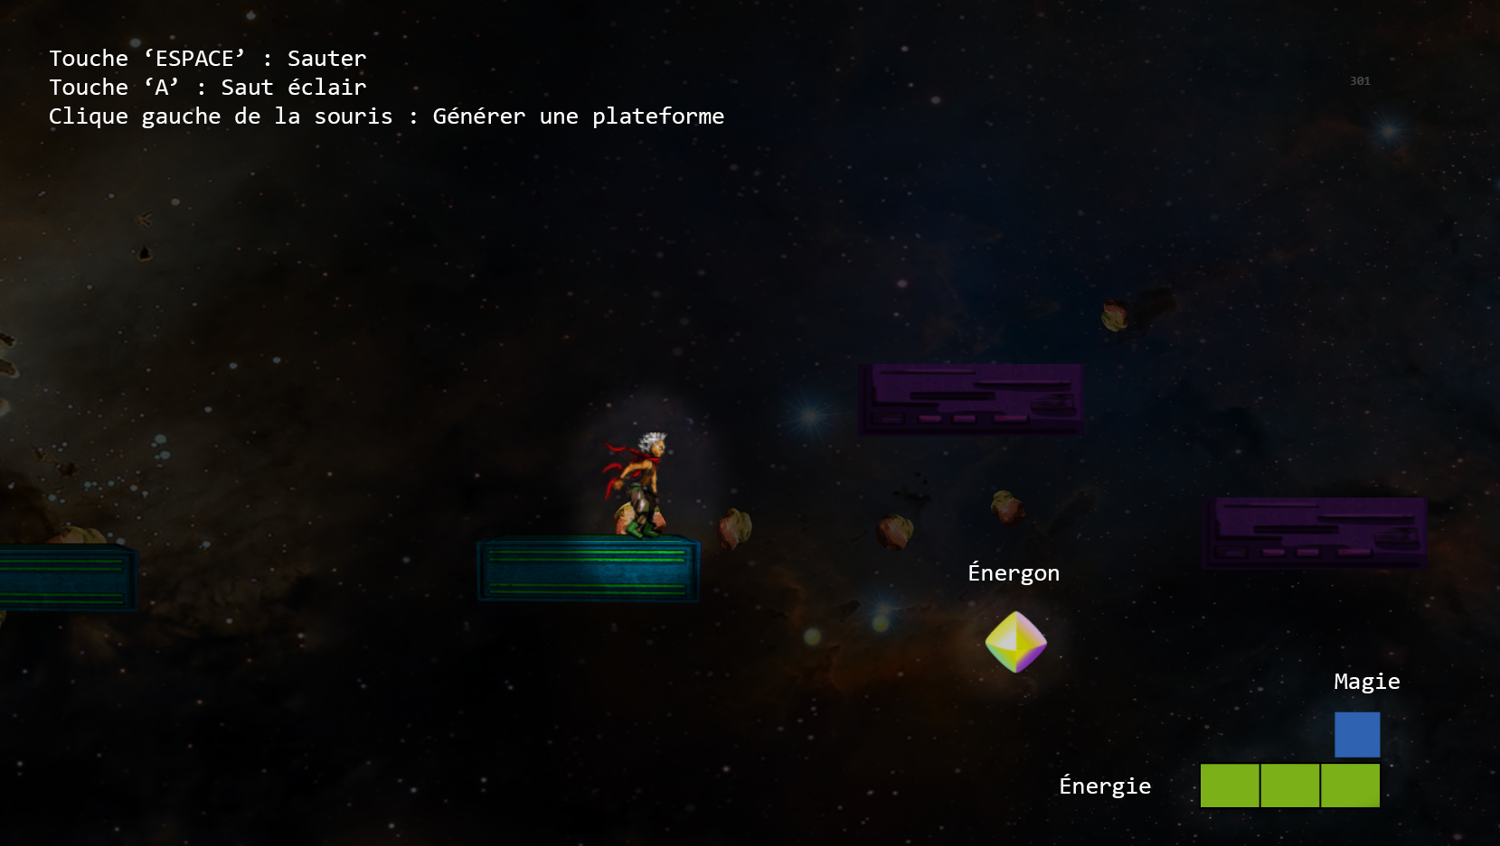 Touche ‘ESPACE’ : Sauter
Touche ‘A’ : Saut éclair
Clique gauche de la souris : Générer une plateforme
301
Énergon
Magie
Énergie